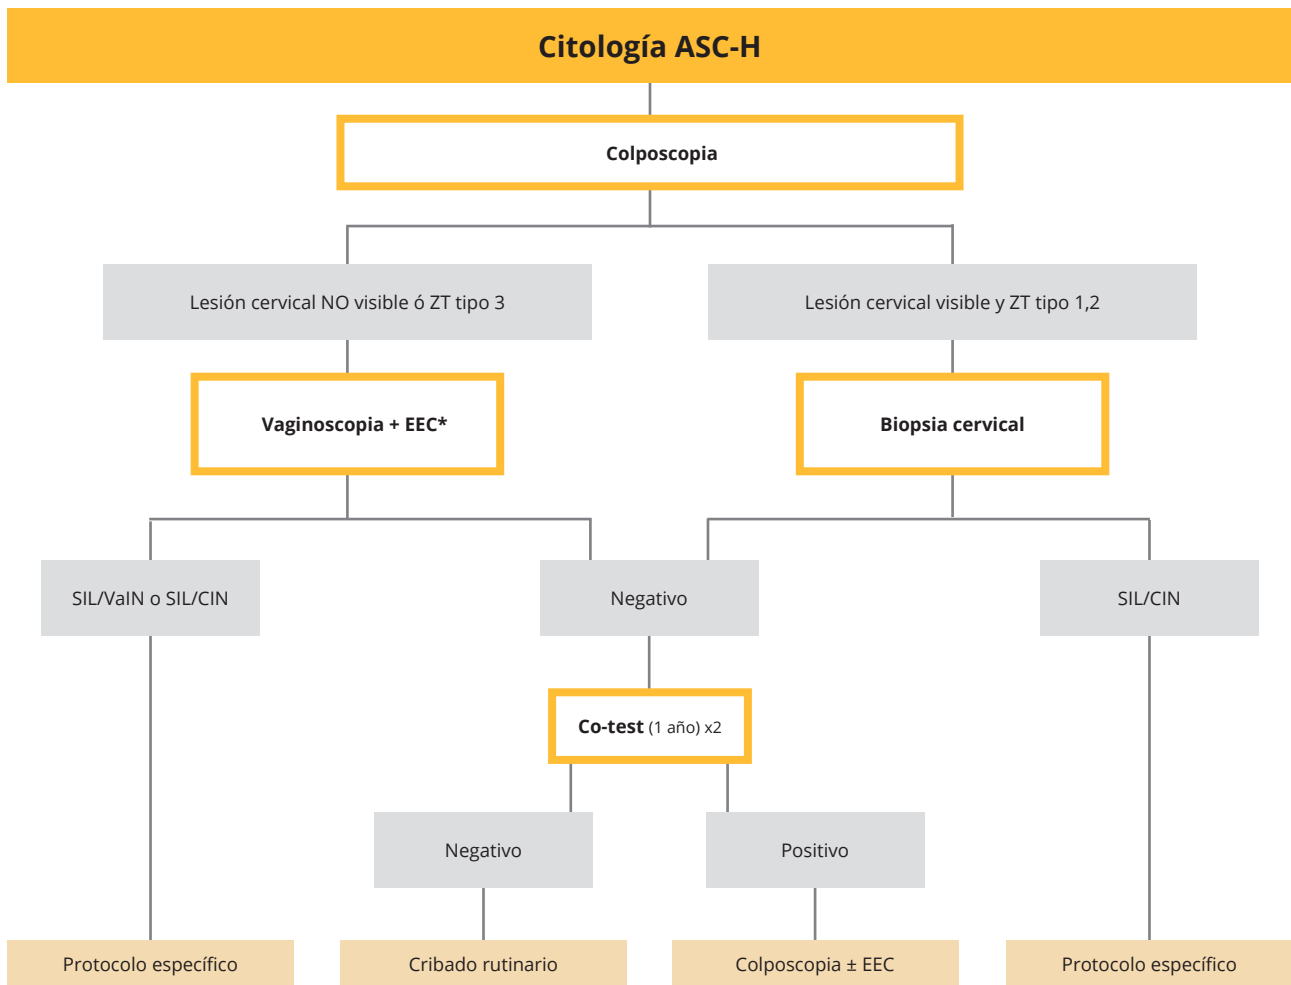 Citología ASC-H
Colposcopia
Lesión cervical NO visible ó ZT tipo 3
Lesión cervical visible y ZT tipo 1,2
Vaginoscopia + EEC*
Biopsia cervical
SIL/VaIN o SIL/CIN
Negativo
SIL/CIN
Co-test (1 año) x2
Negativo
Positivo
Protocolo específico
Cribado rutinario
Colposcopia ± EEC
Protocolo específico